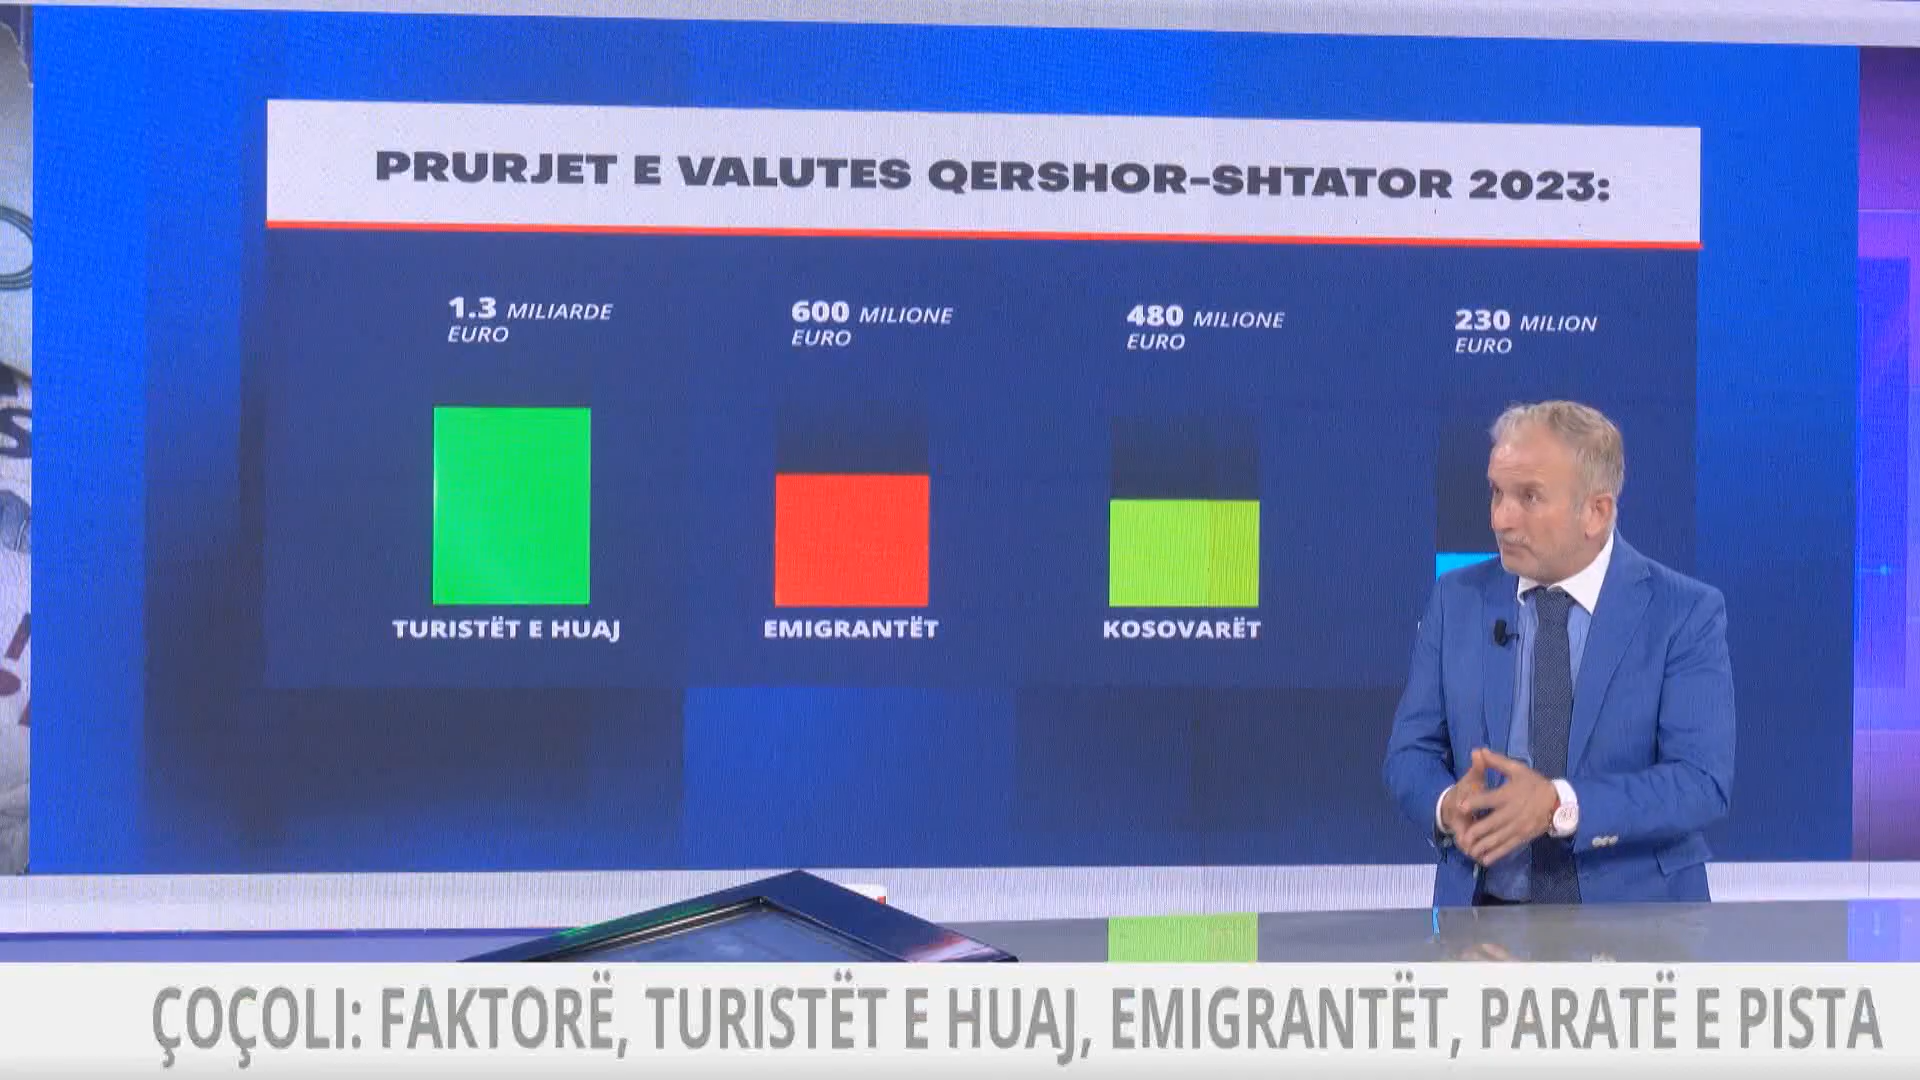 PRURJET E VALUTES QERSHOR-SHTATOR 2023:
1.3 MILIARDE
EURO
600 MILIONE
EURO
480 MILIONE
EURO
230 MILION
EURO
TURISTËT E HUAJ
EMIGRANTËT
KOSOVARËT
ÇOÇOLI: FAKTORË, TURISTËT E HUAJ, EMIGRANTËT, PARATË E PISTA